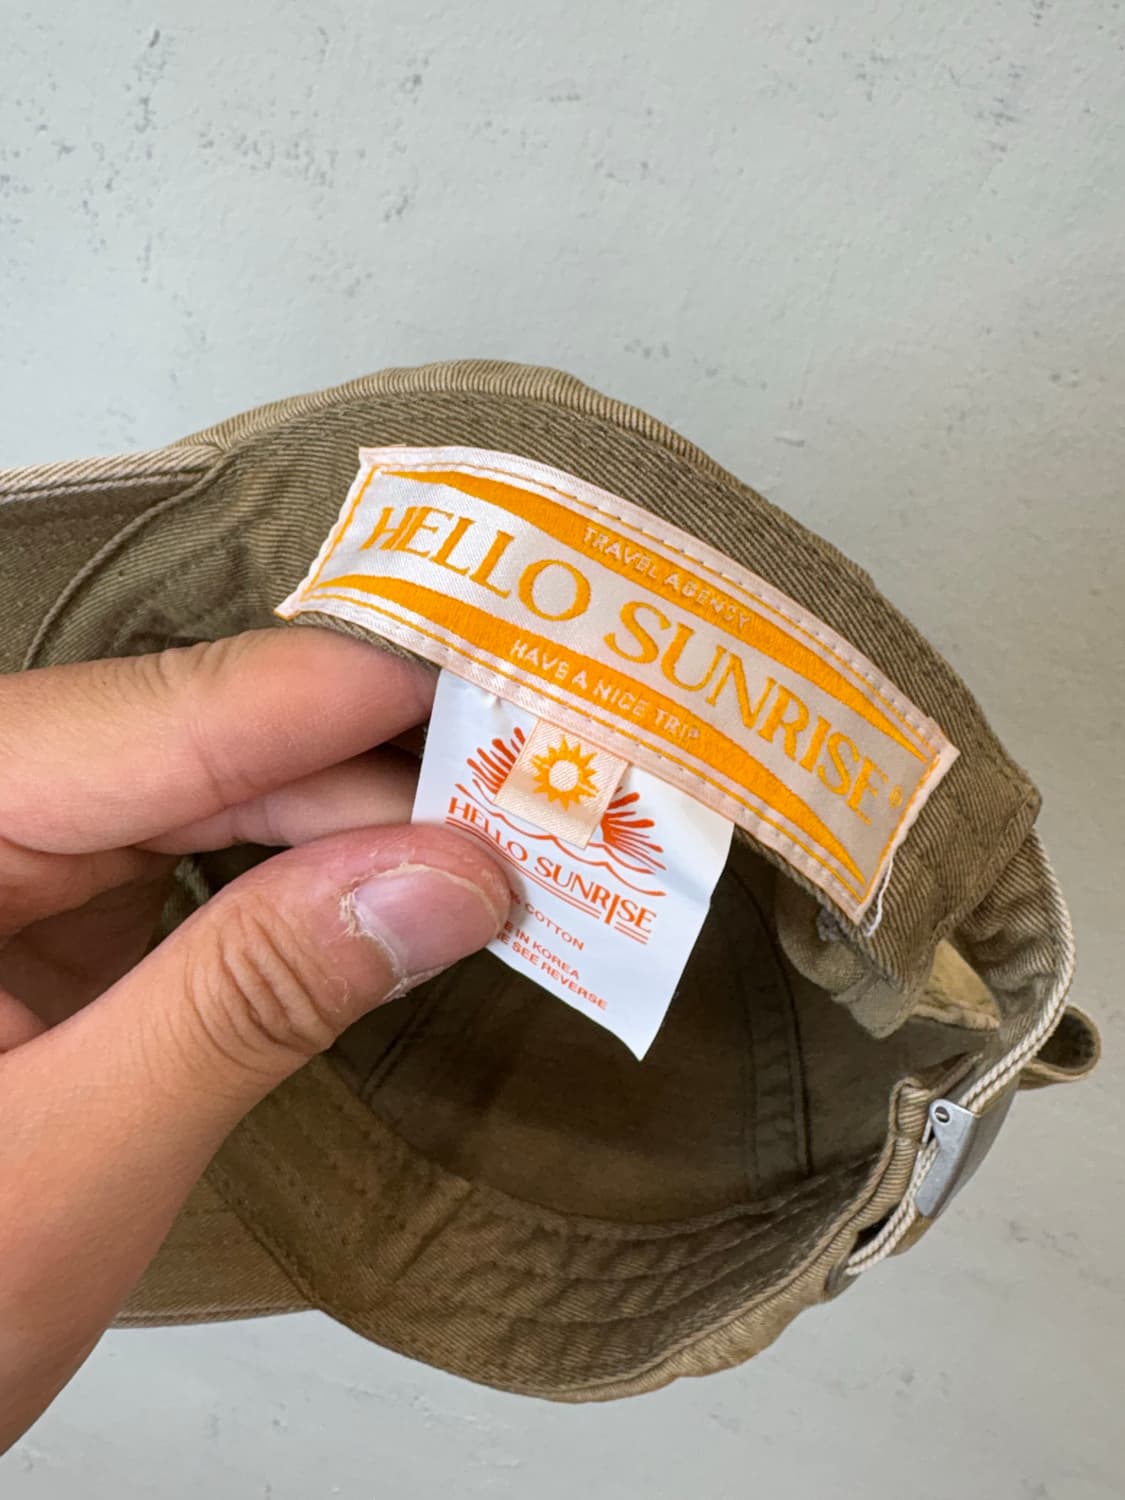 TRAVEL AGENCY
HELLO SUNRISE ®
HAVE A NICE TRIP
HELLO SUNRISE
% COTTON
E IN KOREA
E SEE REVERSE